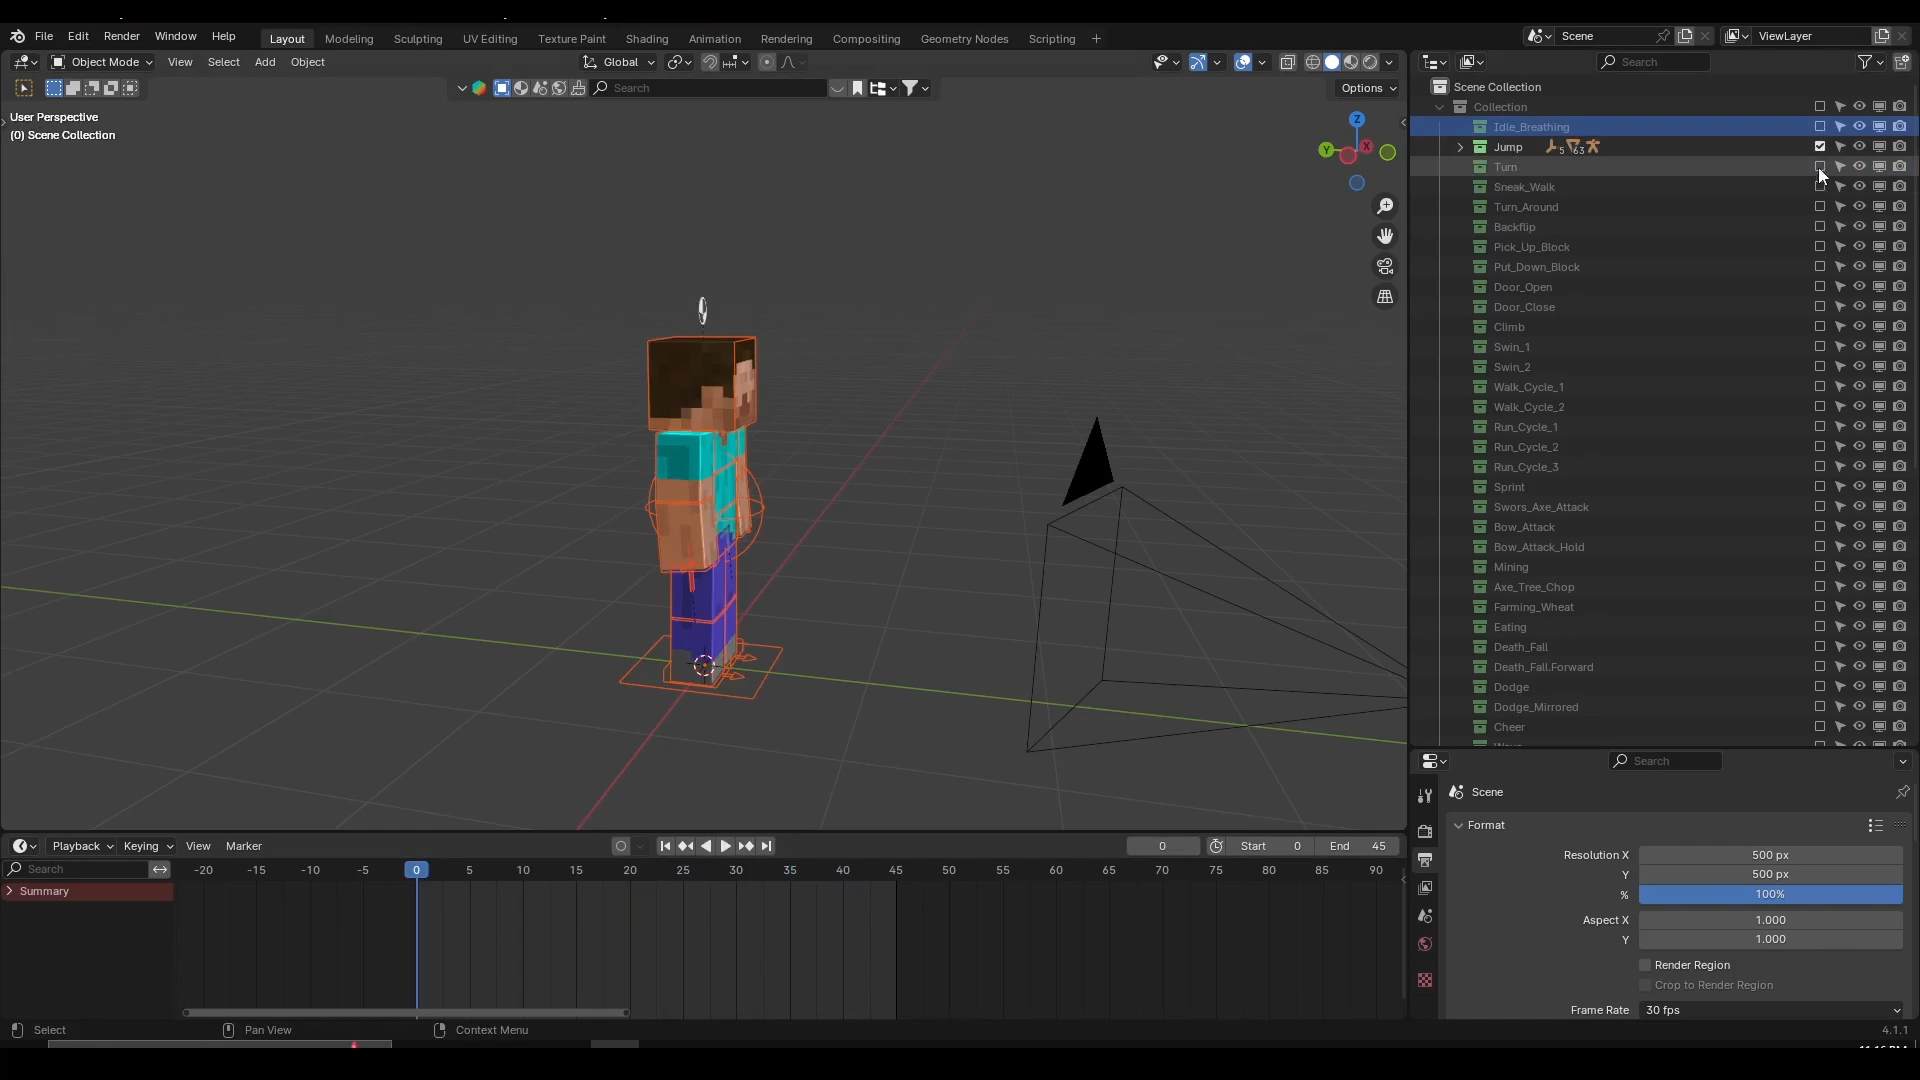 File Edit Render Window Help Layout Modeling Sculpting UV Editing Texture Paint Shading Animation Rendering Compositing Geometry Nodes Scripting + Scene ViewLayer
Object Mode View Select Add Object Global Search
Search Options
User Perspective
(0) Scene Collection
Z
Y X
Scene Collection
Collection
Idle_Breathing
Jump 5 63
Turn
Sneak_Walk
Turn_Around
Backflip
Pick_Up_Block
Put_Down_Block
Door_Open
Door_Close
Climb
Swin_1
Swin_2
Walk_Cycle_1
Walk_Cycle_2
Run_Cycle_1
Run_Cycle_2
Run_Cycle_3
Sprint
Swors_Axe_Attack
Bow_Attack
Bow_Attack_Hold
Mining
Axe_Tree_Chop
Farming_Wheat
Eating
Death_Fall
Death_Fall.Forward
Dodge
Dodge_Mirrored
Cheer
Search
Scene
Format
Resolution X 500 px
Y 500 px
% 100%
Aspect X 1.000
Y 1.000
Render Region
Crop to Render Region
Frame Rate 30 fps
Playback Keying View Marker 0 Start 0 End 45
Search -20 -15 -10 -5 0 5 10 15 20 25 30 35 40 45 50 55 60 65 70 75 80 85 90
Summary
Select Pan View Context Menu 4.1.1